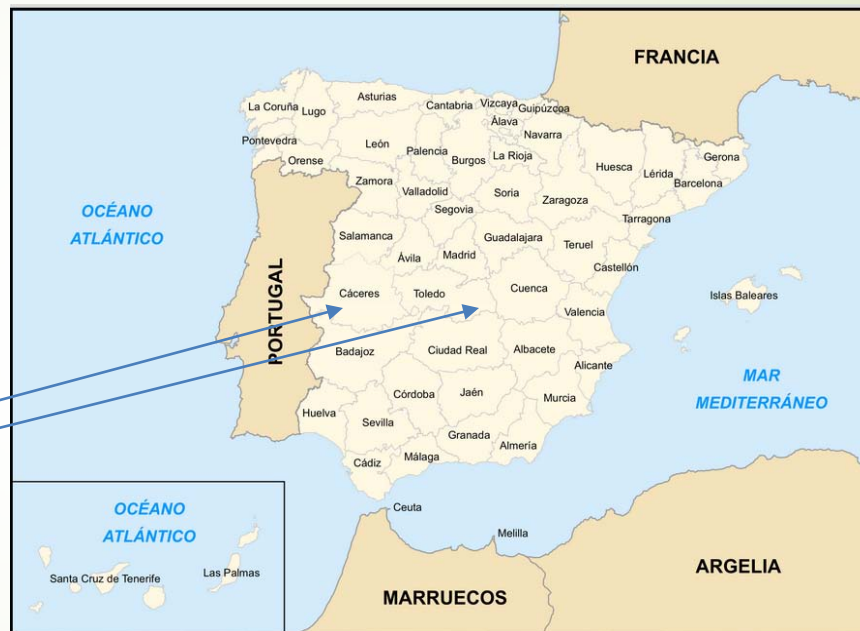 FRANCIA
La Coruña
Lugo
Asturias
Cantabria
Vizcaya
Guipúzcoa
Álava
Navarra
Pontevedra
Orense
León
Palencia
Burgos
La Rioja
Huesca
Lérida
Gerona
Barcelona
Zamora
Valladolid
Soria
Zaragoza
Segovia
Tarragona
OCÉANO
ATLÁNTICO
Salamanca
Ávila
Madrid
Guadalajara
Teruel
Castellón
PORTUGAL
Cáceres
Toledo
Cuenca
Valencia
Islas Baleares
Badajoz
Ciudad Real
Albacete
Alicante
MAR
MEDITERRÁNEO
Huelva
Sevilla
Córdoba
Jaén
Murcia
Granada
Almería
Cádiz
Málaga
Ceuta
Melilla
OCÉANO
ATLÁNTICO
Santa Cruz de Tenerife
Las Palmas
MARRUECOS
ARGELIA